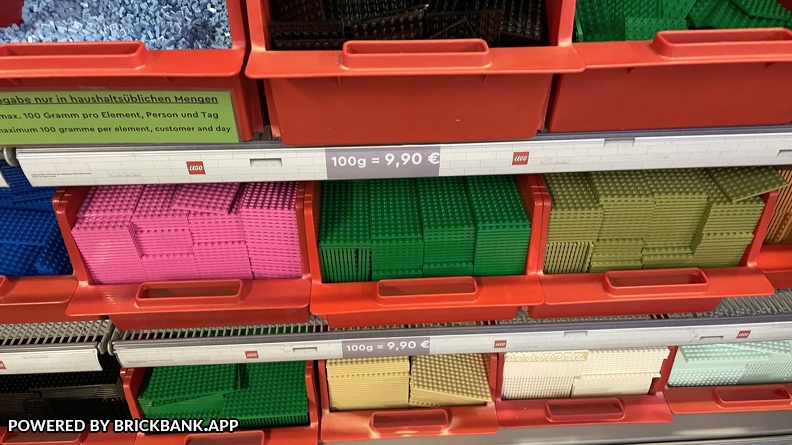 nur in haushaltsüblichen Mengen
max. 100 Gramm pro Element, Person und Tag
maximum 100 gramme per element, customer and day
LEGO
100g = 9,90 €
LEGO
LEGO
100g = 9,90 €
LEGO
LEGO
POWERED BY BRICKBANK.APP